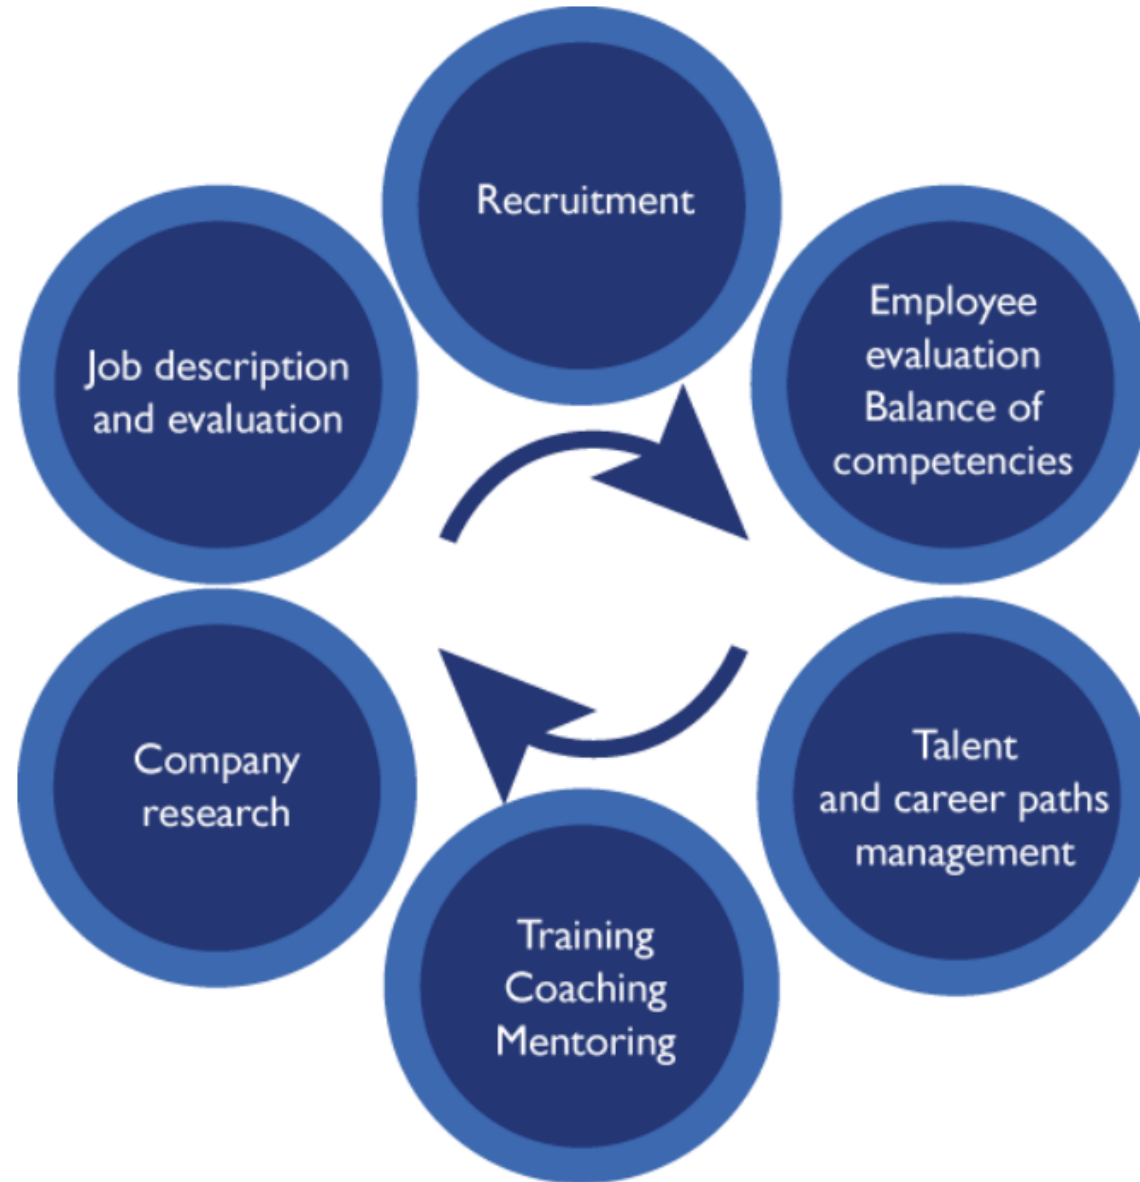 Recruitment
Employee
evaluation
Balance of
competencies
Talent
and career paths
management
Training
Coaching
Mentoring
Company
research
Job description
and evaluation